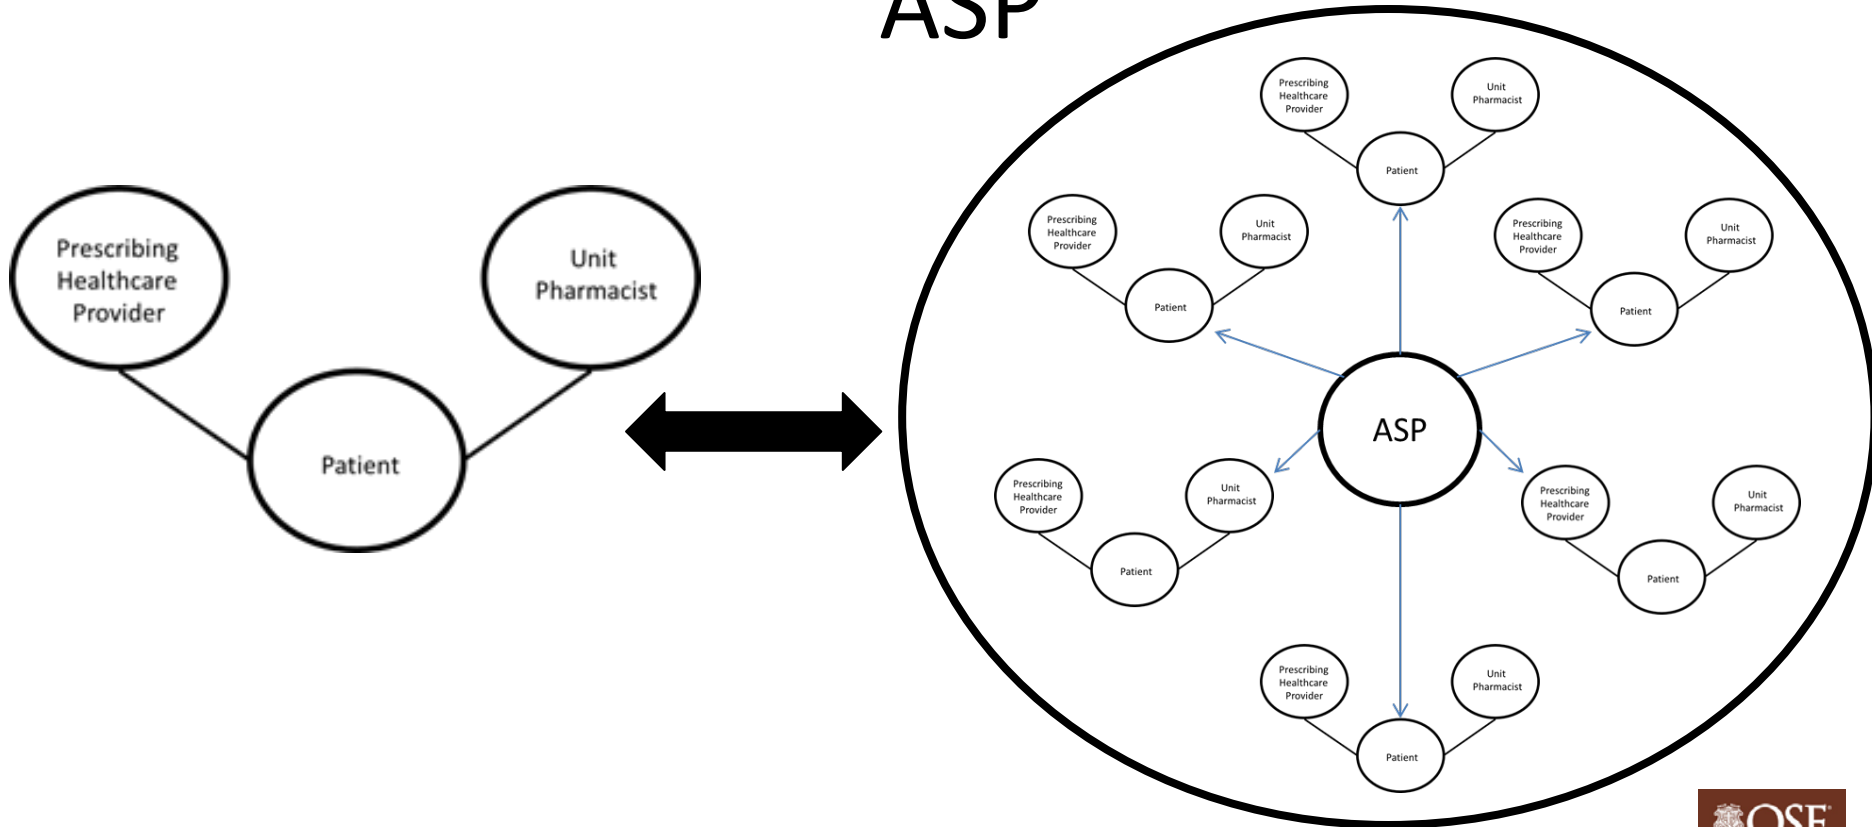 ASP
Prescribing
Healthcare
Provider
Unit
Pharmacist
Patient
Prescribing
Healthcare
Provider
Unit
Pharmacist
Patient
Prescribing
Healthcare
Provider
Unit
Pharmacist
Patient
Prescribing
Healthcare
Provider
Unit
Pharmacist
Patient
ASP
Prescribing
Healthcare
Provider
Unit
Pharmacist
Patient
Prescribing
Healthcare
Provider
Unit
Pharmacist
Patient
Prescribing
Healthcare
Provider
Unit
Pharmacist
Patient
OSF